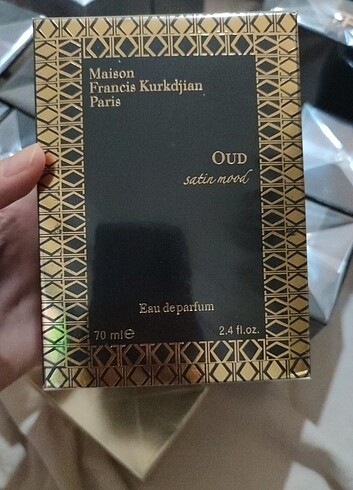 Maison
Francis Kurkdjian
Paris
OUD
satin mood
Eau de parfum
70 ml℮ 2.4 fl.oz.